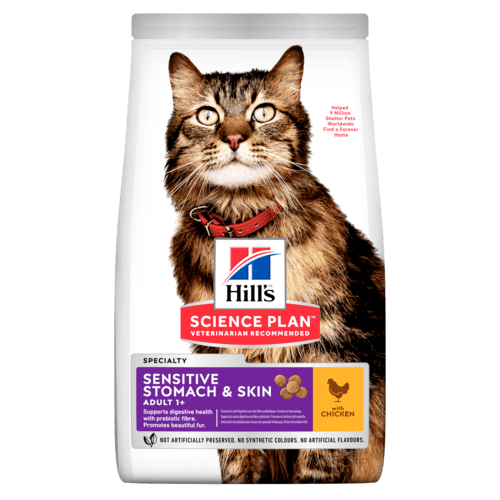 Helped
9 Million
Shelter Pets
Worldwide
Find a Forever
Home
Hill's
SCIENCE PLAN™
VETERINARIAN RECOMMENDED
SPECIALTY
SENSITIVE
STOMACH & SKIN
ADULT 1+
Supports digestive health
with prebiotic fibre.
Promotes beautiful fur.
with
CHICKEN
NOT ARTIFICIALLY PRESERVED. NO SYNTHETIC COLOURS. NO ARTIFICIAL FLAVOURS.